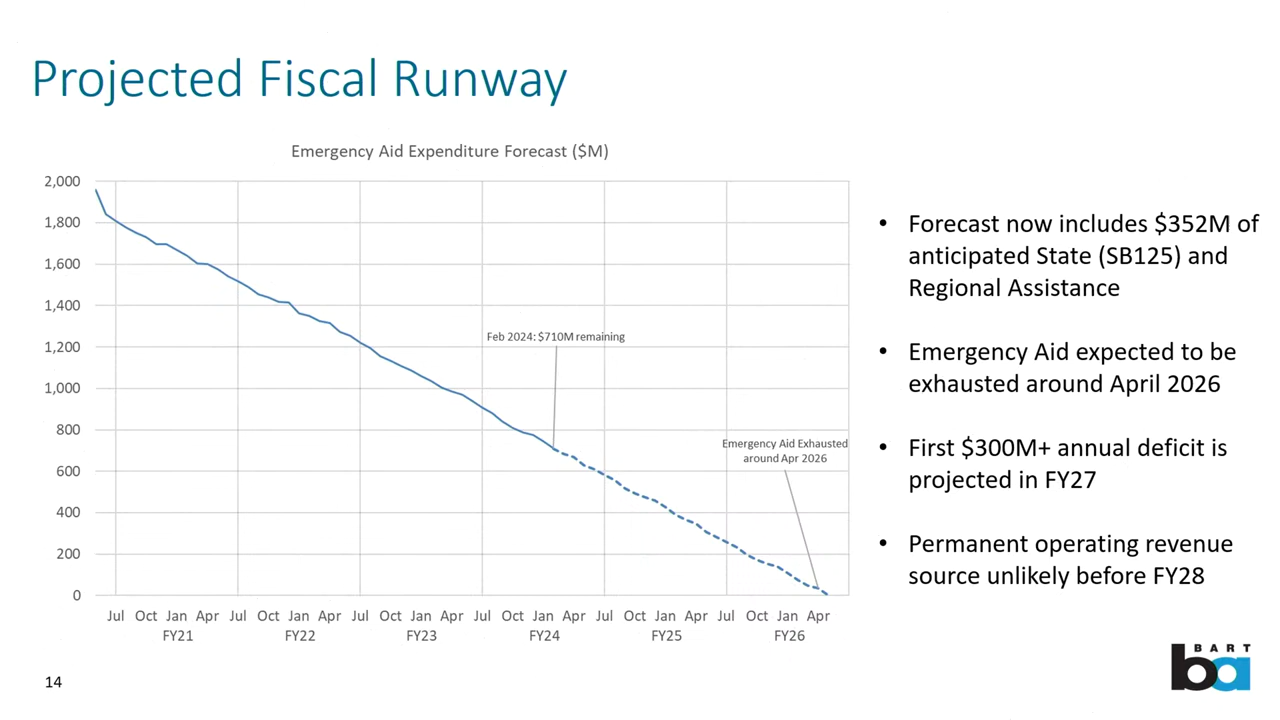 Projected Fiscal Runway
Emergency Aid Expenditure Forecast ($M)
2,000
1,800
1,600
1,400
1,200
1,000
800
600
400
200
0
Feb 2024: $710M remaining
Emergency Aid Exhausted
around Apr 2026
Jul Oct Jan Apr Jul Oct Jan Apr Jul Oct Jan Apr Jul Oct Jan Apr Jul Oct Jan Apr Jul Oct Jan Apr
FY21 FY22 FY23 FY24 FY25 FY26
• Forecast now includes $352M of
anticipated State (SB125) and
Regional Assistance
• Emergency Aid expected to be
exhausted around April 2026
• First $300M+ annual deficit is
projected in FY27
• Permanent operating revenue
source unlikely before FY28
14
BART
ba